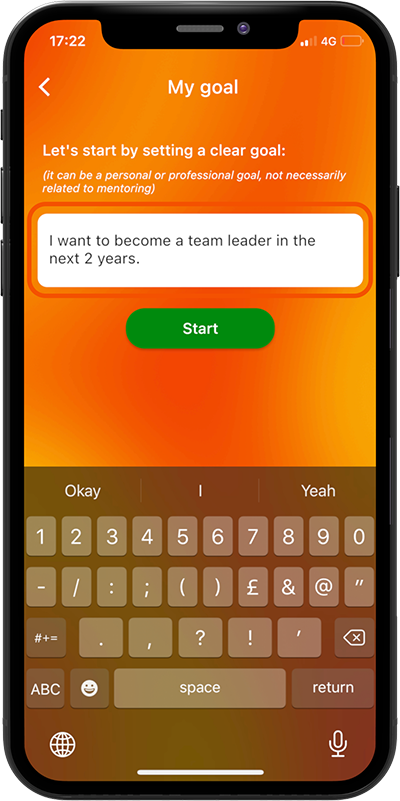 17:22 4G
My goal
Let's start by setting a clear goal:
(it can be a personal or professional goal, not necessarily
related to mentoring)
I want to become a team leader in the
next 2 years.
Start
Okay I Yeah
1 2 3 4 5 6 7 8 9 0
- / : ; ( ) £ & @ "
#+= . , ? ! ' 
ABC space return